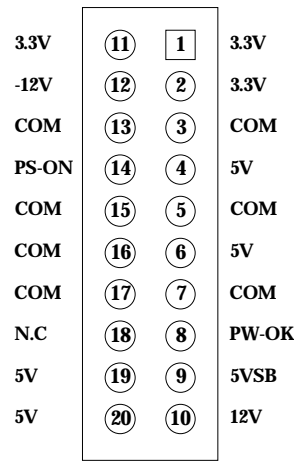 3.3V 11 1 3.3V
-12V 12 2 3.3V
COM 13 3 COM
PS-ON 14 4 5V
COM 15 5 COM
COM 16 6 5V
COM 17 7 COM
N.C 18 8 PW-OK
5V 19 9 5VSB
5V 20 10 12V